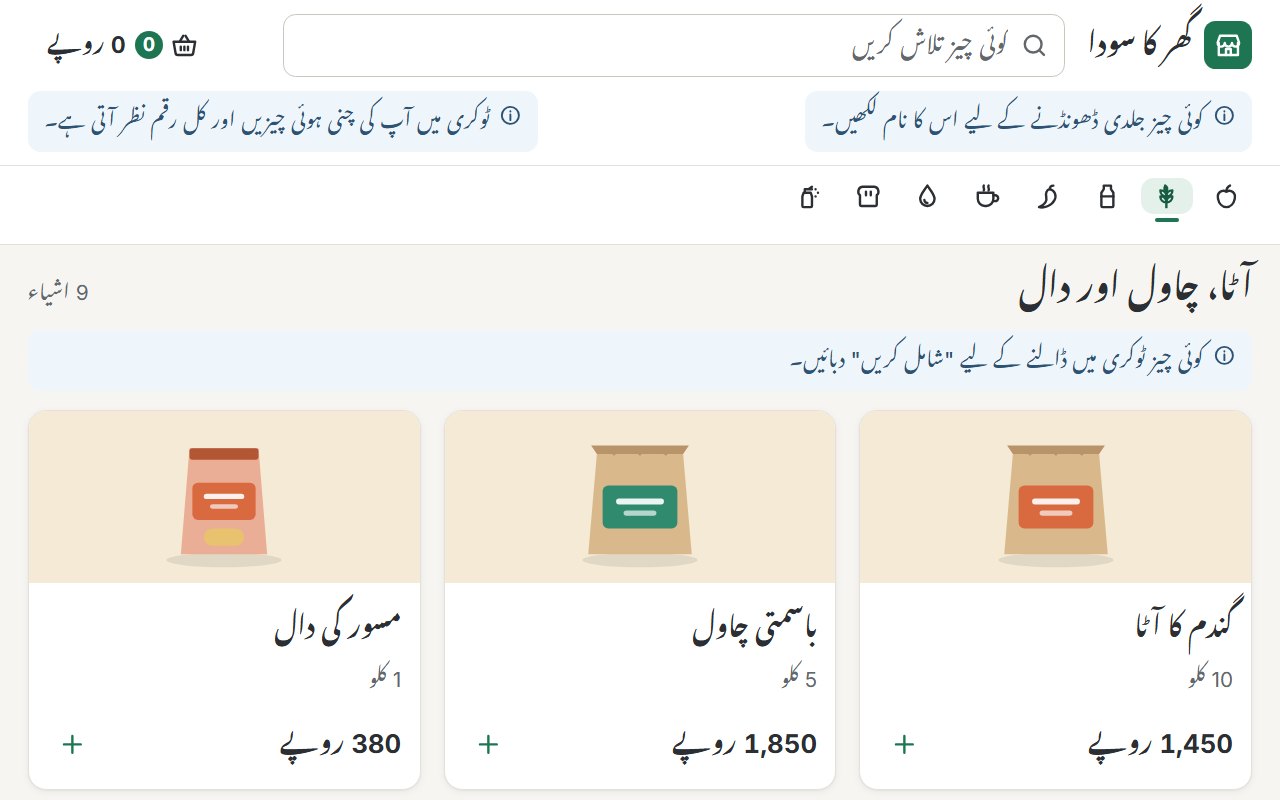 گھر کا سودا
کوئی چیز تلاش کریں
0
0 روپے
کوئی چیز جلدی ڈھونڈنے کے لیے اس کا نام لکھیں۔
ٹوکری میں آپ کی چنی ہوئی چیزیں اور کل رقم نظر آتی ہے۔
آٹا، چاول اور دال
9 اشیاء
کوئی چیز ٹوکری میں ڈالنے کے لیے "شامل کریں" دبائیں۔
گندم کا آٹا
10 کلو
1,450 روپے
باسمتی چاول
5 کلو
1,850 روپے
مسور کی دال
1 کلو
380 روپے